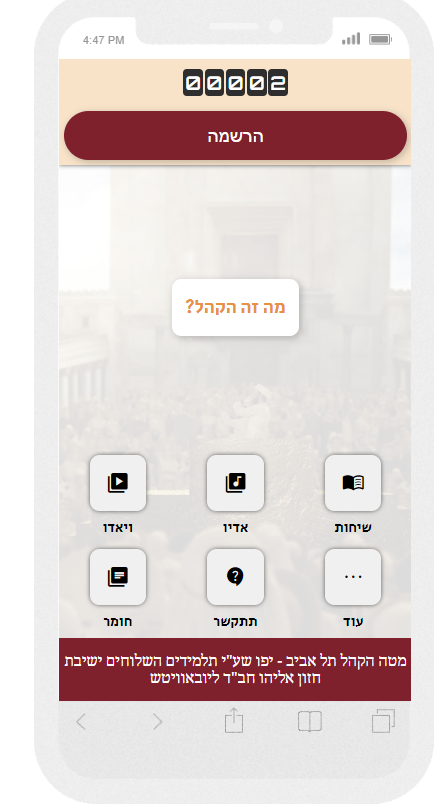 4:47 PM
00002
הרשמה
מה זה הקהל?
שיחות
אדיו
ויאדו
עוד
תתקשר
חומר
מטה הקהל תל אביב - יפו שע"י תלמידים השלוחים ישיבת
חזון אליהו חב"ד ליובאוויטש